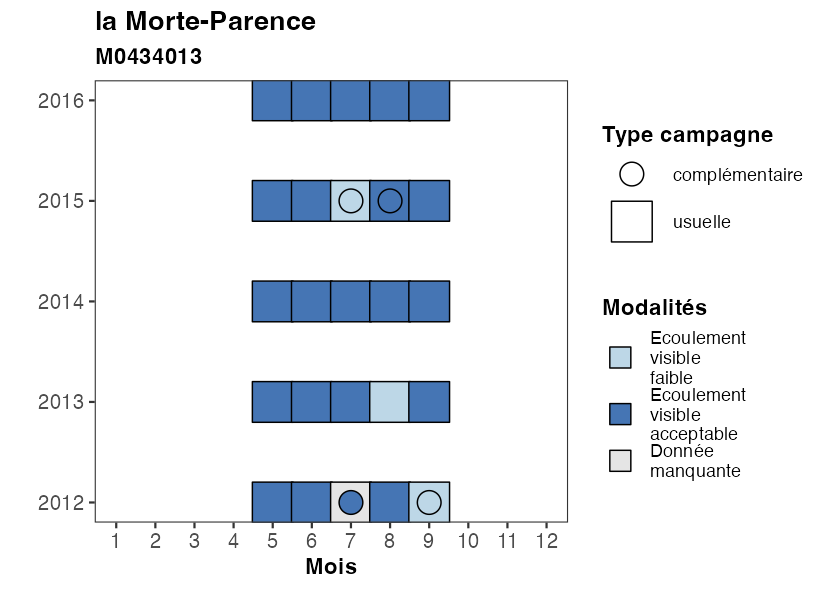 la Morte-Parence
M0434013
2016
2015
2014
2013
2012
1 2 3 4 5 6 7 8 9 10 11 12
Mois
Type campagne
complémentaire
usuelle
Modalités
Ecoulement
visible
faible
Ecoulement
visible
acceptable
Donnée
manquante